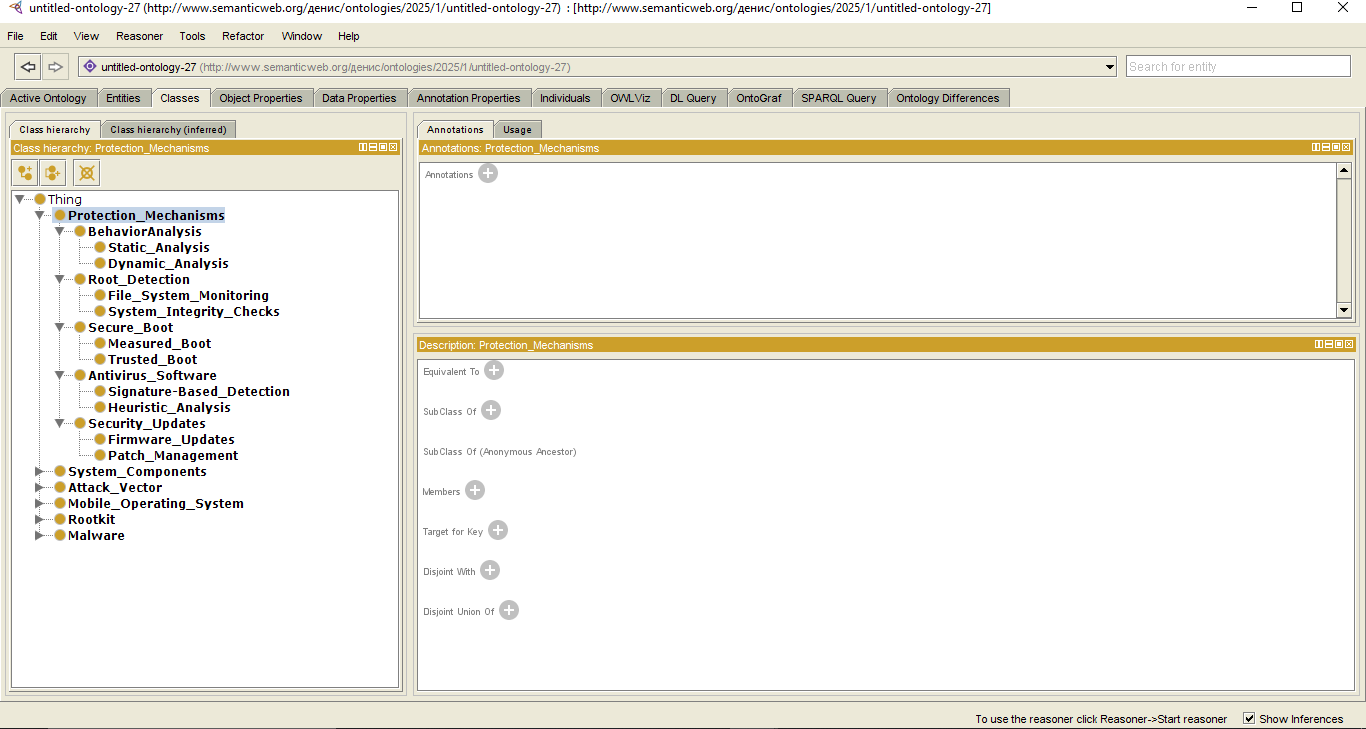 untitled-ontology-27 (http://www.semanticweb.org/денис/ontologies/2025/1/untitled-ontology-27) : [http://www.semanticweb.org/денис/ontologies/2025/1/untitled-ontology-27]
File Edit View Reasoner Tools Refactor Window Help
untitled-ontology-27 (http://www.semanticweb.org/денис/ontologies/2025/1/untitled-ontology-27)
Search for entity
Active Ontology Entities Classes Object Properties Data Properties Annotation Properties Individuals OWLViz DL Query OntoGraf SPARQL Query Ontology Differences
Class hierarchy Class hierarchy (inferred)
Class hierarchy: Protection_Mechanisms
Thing
Protection_Mechanisms
BehaviorAnalysis
Static_Analysis
Dynamic_Analysis
Root_Detection
File_System_Monitoring
System_Integrity_Checks
Secure_Boot
Measured_Boot
Trusted_Boot
Antivirus_Software
Signature-Based_Detection
Heuristic_Analysis
Security_Updates
Firmware_Updates
Patch_Management
System_Components
Attack_Vector
Mobile_Operating_System
Rootkit
Malware
Annotations Usage
Annotations: Protection_Mechanisms
Annotations
Description: Protection_Mechanisms
Equivalent To
SubClass Of
SubClass Of (Anonymous Ancestor)
Members
Target for Key
Disjoint With
Disjoint Union Of
To use the reasoner click Reasoner->Start reasoner Show Inferences